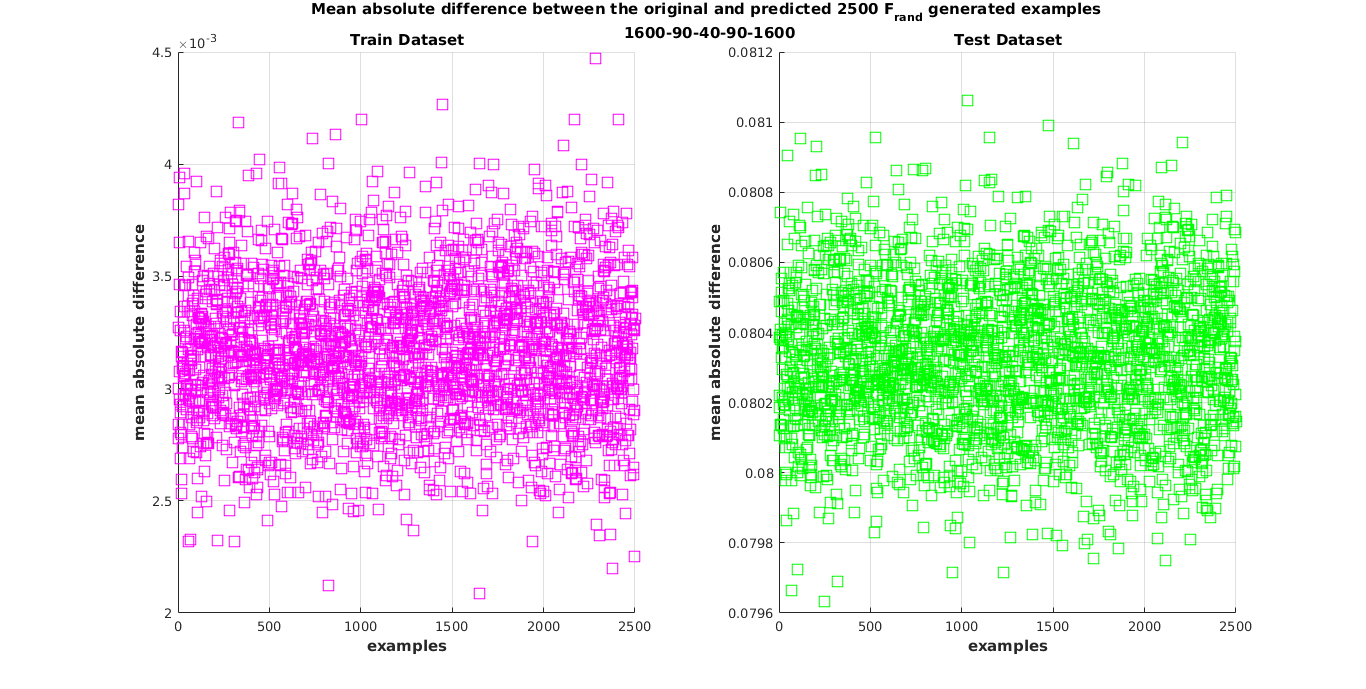 Mean absolute difference between the original and predicted 2500 F_rand generated examples
1600-90-40-90-1600
Train Dataset
×10^-3
4.5
4
3.5
3
2.5
2
0 500 1000 1500 2000 2500
mean absolute difference
examples
Test Dataset
0.0812
0.081
0.0808
0.0806
0.0804
0.0802
0.08
0.0798
0.0796
0 500 1000 1500 2000 2500
mean absolute difference
examples